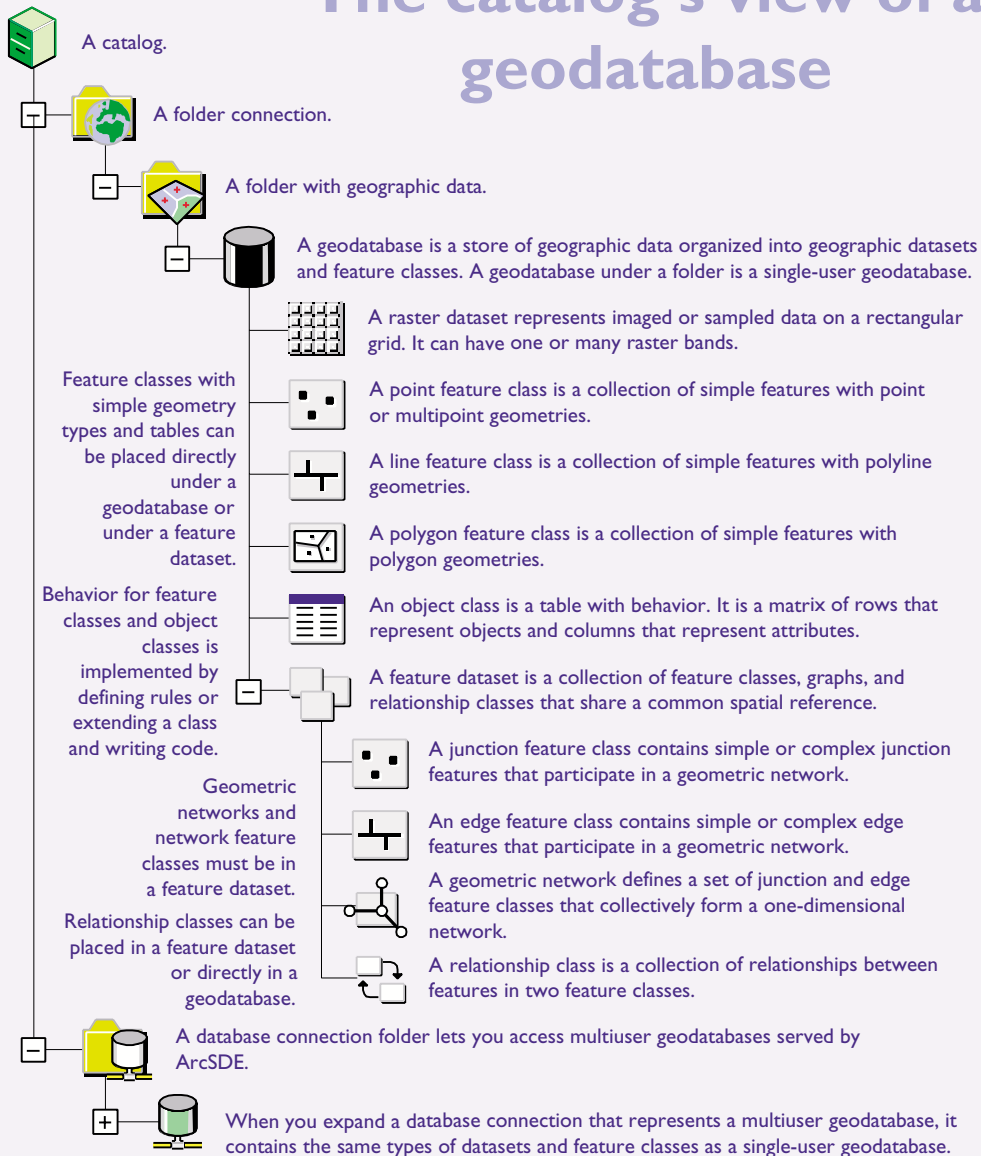 The catalog's view of a
geodatabase
A catalog.
A folder connection.
A folder with geographic data.
A geodatabase is a store of geographic data organized into geographic datasets
and feature classes. A geodatabase under a folder is a single-user geodatabase.
A raster dataset represents imaged or sampled data on a rectangular
grid. It can have one or many raster bands.
Feature classes with
simple geometry
types and tables can
be placed directly
under a
geodatabase or
under a feature
dataset.
A point feature class is a collection of simple features with point
or multipoint geometries.
A line feature class is a collection of simple features with polyline
geometries.
A polygon feature class is a collection of simple features with
polygon geometries.
Behavior for feature
classes and object
classes is
implemented by
defining rules or
extending a class
and writing code.
An object class is a table with behavior. It is a matrix of rows that
represent objects and columns that represent attributes.
A feature dataset is a collection of feature classes, graphs, and
relationship classes that share a common spatial reference.
A junction feature class contains simple or complex junction
features that participate in a geometric network.
Geometric
networks and
network feature
classes must be in
a feature dataset.
An edge feature class contains simple or complex edge
features that participate in a geometric network.
A geometric network defines a set of junction and edge
feature classes that collectively form a one-dimensional
network.
Relationship classes can be
placed in a feature dataset
or directly in a
geodatabase.
A relationship class is a collection of relationships between
features in two feature classes.
A database connection folder lets you access multiuser geodatabases served by
ArcSDE.
When you expand a database connection that represents a multiuser geodatabase, it
contains the same types of datasets and feature classes as a single-user geodatabase.